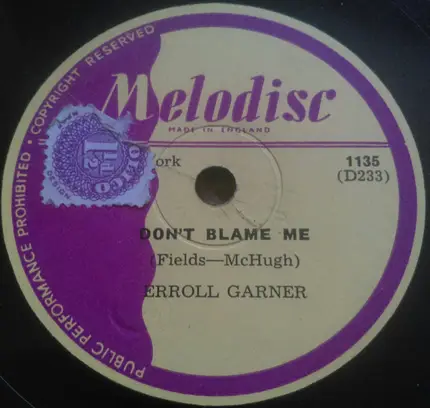 PUBLIC PERFORMANCE PROHIBITED · COPYRIGHT RESERVED
Melodisc
MADE IN ENGLAND
ork 1135
(D233)
DON'T BLAME ME
(Fields—McHugh)
ERROLL GARNER